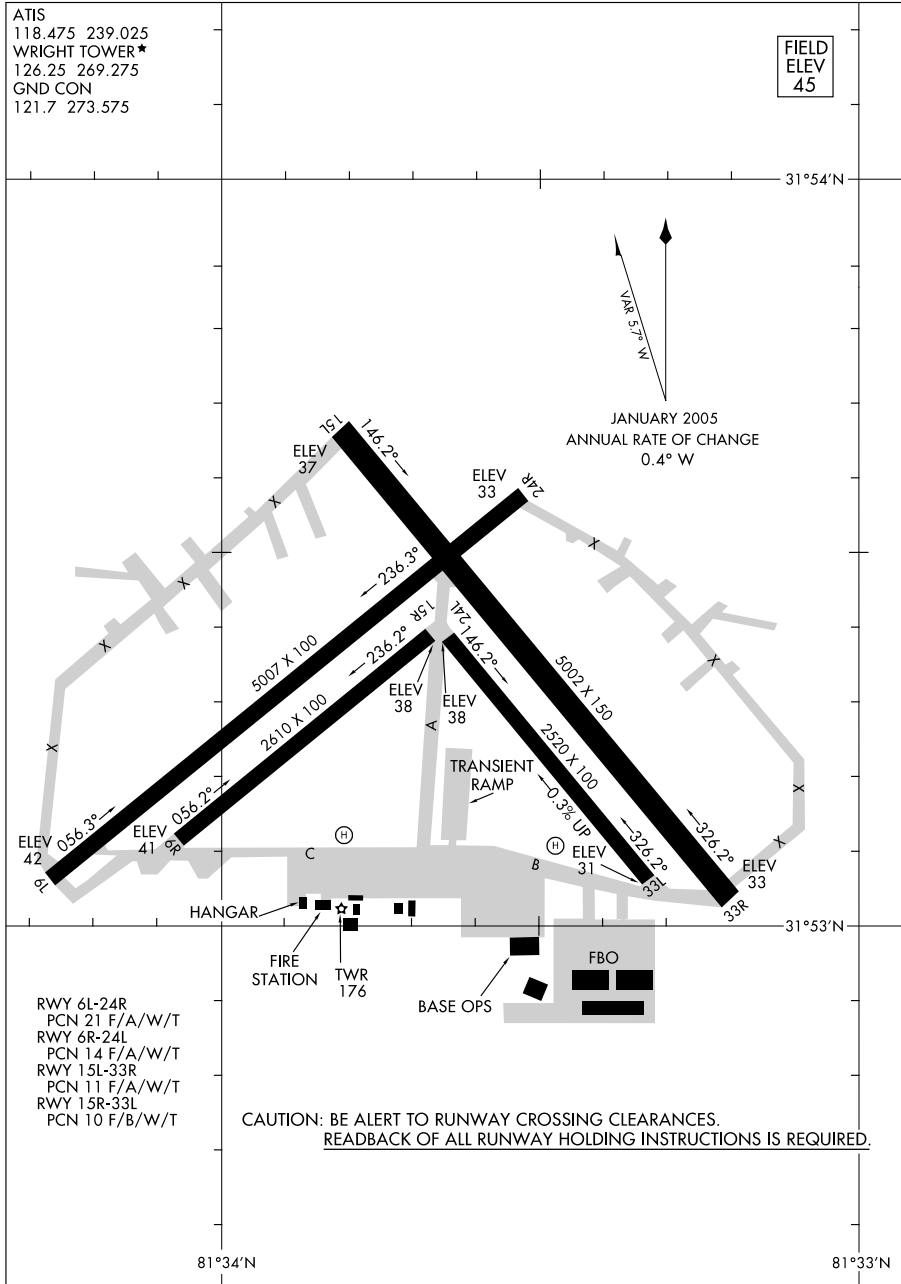 ATIS
118.475 239.025
WRIGHT TOWER★
126.25 269.275
GND CON
121.7 273.575
FIELD
ELEV
45
31°54'N
VAR 5.7° W
JANUARY 2005
ANNUAL RATE OF CHANGE
0.4° W
15L
146.2°
ELEV
37
ELEV
33
24R
X
X
X
X
X
X
X
236.3°
5007 X 100
15R
24L
236.2°
146.2°
2610 X 100
5002 X 150
ELEV
38
ELEV
38
A
2520 X 100
TRANSIENT
RAMP
0.3% UP
056.3°
056.2°
ELEV
42
6L
ELEV
41
6R
H
H
C
B
ELEV
31
326.2°
33L
326.2°
ELEV
33
33R
HANGAR
FIRE
STATION
TWR
176
BASE OPS
FBO
31°53'N
RWY 6L-24R
PCN 21 F/A/W/T
RWY 6R-24L
PCN 14 F/A/W/T
RWY 15L-33R
PCN 11 F/A/W/T
RWY 15R-33L
PCN 10 F/B/W/T
CAUTION: BE ALERT TO RUNWAY CROSSING CLEARANCES.
READBACK OF ALL RUNWAY HOLDING INSTRUCTIONS IS REQUIRED.
81°34'N
81°33'N